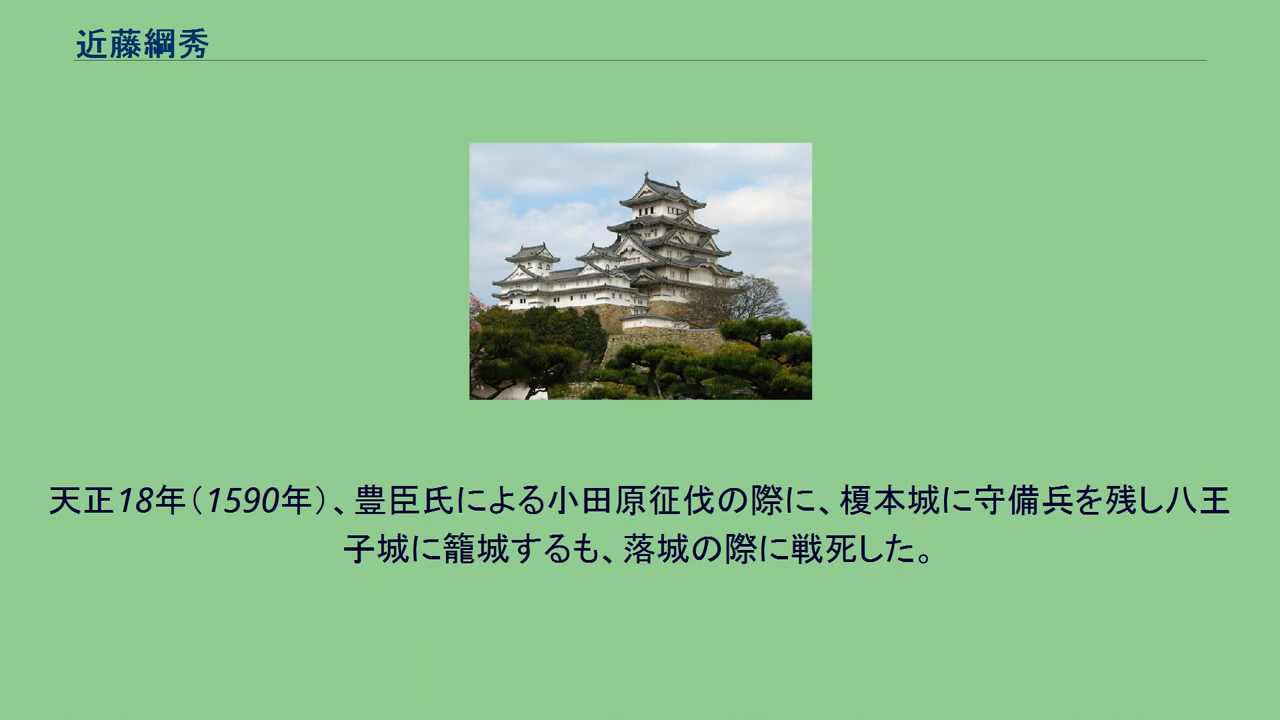 近藤綱秀
天正18年（1590年）、豊臣氏による小田原征伐の際に、榎本城に守備兵を残し八王
子城に籠城するも、落城の際に戦死した。